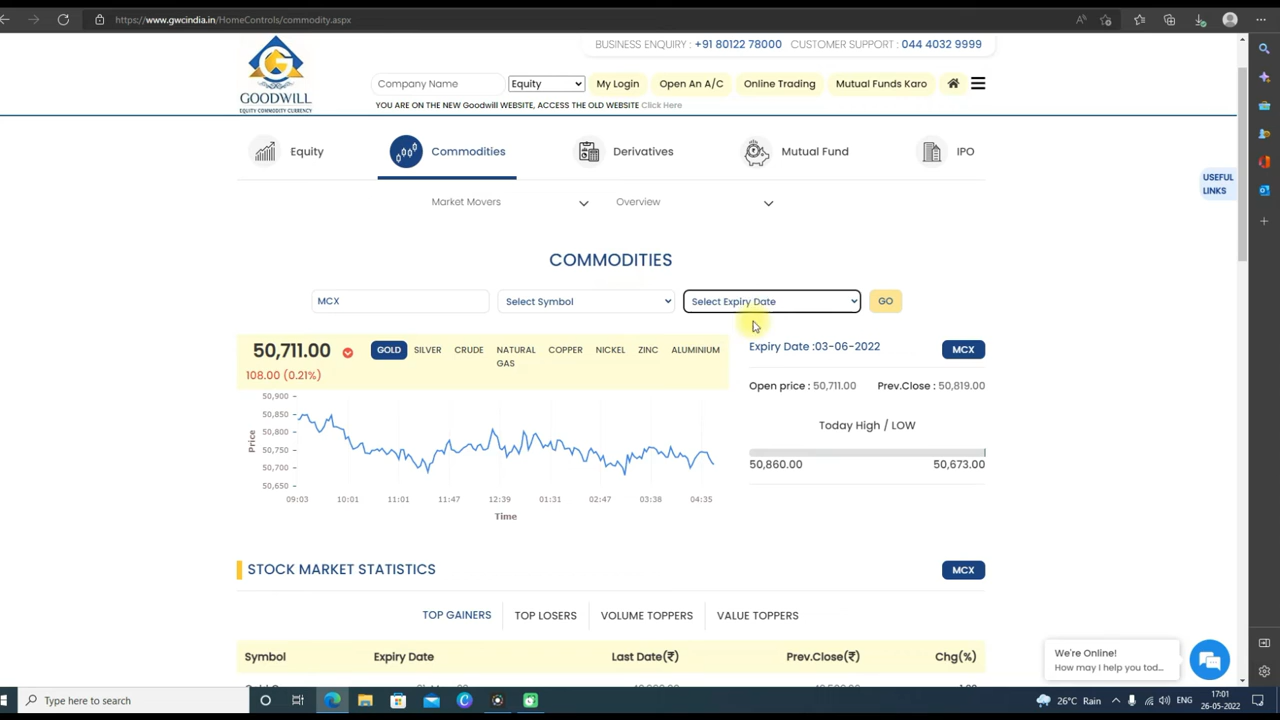 https://www.gwcindia.in/HomeControls/commodity.aspx
BUSINESS ENQUIRY : +91 80122 78000 CUSTOMER SUPPORT : 044 4032 9999
GOODWILL
EQUITY COMMODITY CURRENCY
Company Name Equity My Login Open An A/C Online Trading Mutual Funds Karo
YOU ARE ON THE NEW Goodwill WEBSITE, ACCESS THE OLD WEBSITE Click Here
Equity Commodities Derivatives Mutual Fund IPO
USEFUL
LINKS
Market Movers Overview
COMMODITIES
MCX Select Symbol Select Expiry Date GO
50,711.00 GOLD SILVER CRUDE NATURAL GAS COPPER NICKEL ZINC ALUMINIUM
108.00 (0.21%)
Expiry Date :03-06-2022 MCX
Open price : 50,711.00 Prev.Close : 50,819.00
Today High / LOW
50,860.00 50,673.00
Price
50,900
50,850
50,800
50,750
50,700
50,650
09:03 10:01 11:01 11:47 12:39 01:31 02:47 03:38 04:35
Time
STOCK MARKET STATISTICS MCX
TOP GAINERS TOP LOSERS VOLUME TOPPERS VALUE TOPPERS
Symbol Expiry Date Last Date(₹) Prev.Close(₹) Chg(%)
We're Online!
How may I help you tod...
Type here to search
26°C Rain ENG 17:01
26-05-2022